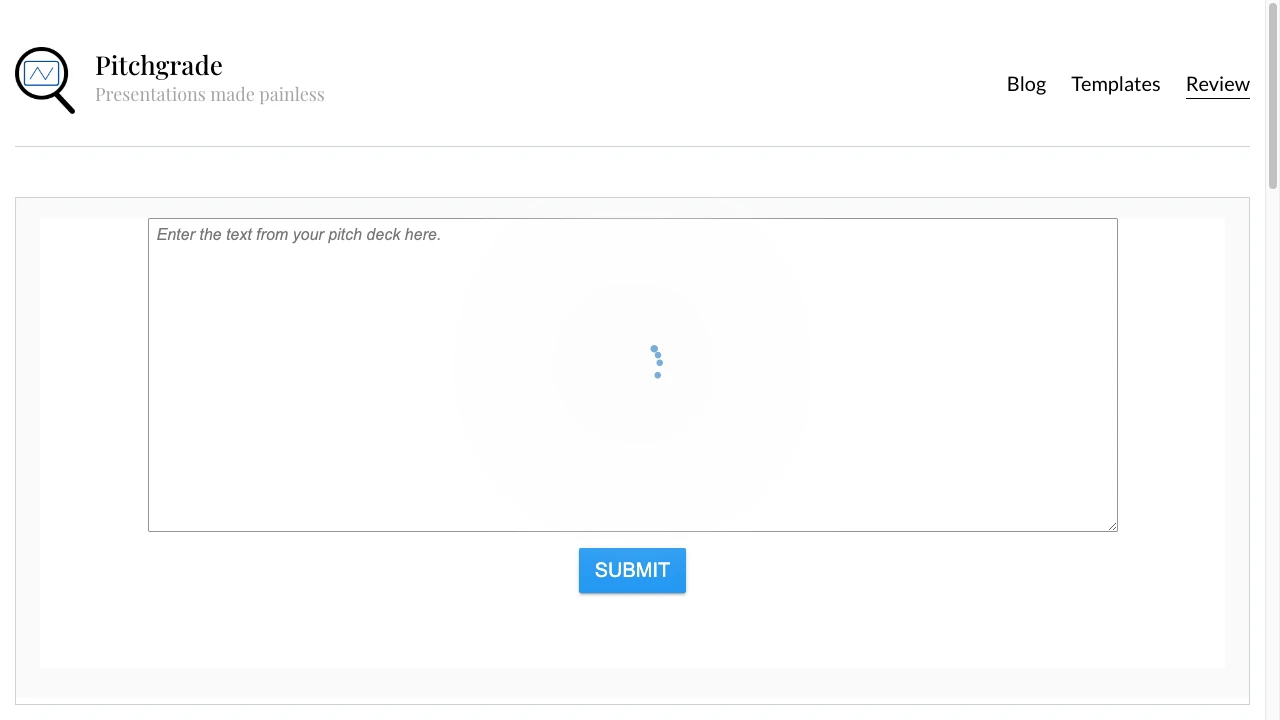 Pitchgrade
Presentations made painless
Blog Templates Review
Enter the text from your pitch deck here.
SUBMIT